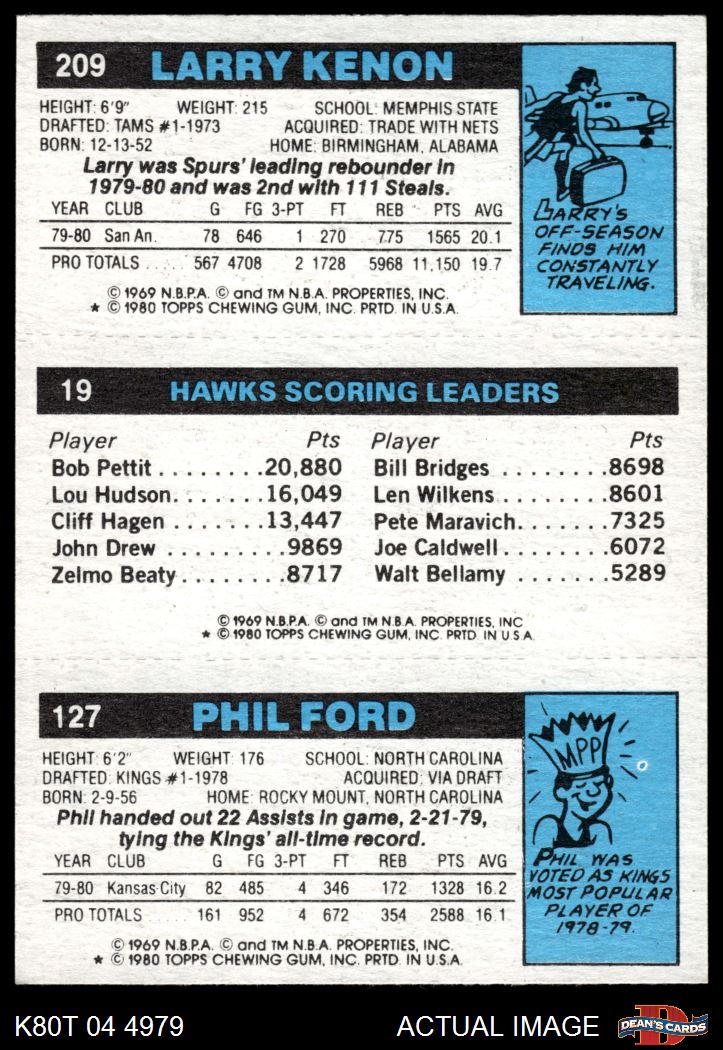 209 LARRY KENON
HEIGHT: 6'9" WEIGHT: 215 SCHOOL: MEMPHIS STATE
DRAFTED: TAMS #1-1973 ACQUIRED: TRADE WITH NETS
BORN: 12-13-52 HOME: BIRMINGHAM, ALABAMA
Larry was Spurs' leading rebounder in
1979-80 and was 2nd with 111 Steals.
YEAR CLUB G FG 3-PT FT REB PTS AVG
79-80 San An. 78 646 1 270 775 1565 20.1
PRO TOTALS ..... 567 4708 2 1728 5968 11,150 19.7
© 1969 N.B.P.A. © and TM N.B.A. PROPERTIES, INC.
★ © 1980 TOPPS CHEWING GUM, INC. PRTD. IN U.S.A.
LARRY'S
OFF-SEASON
FINDS HIM
CONSTANTLY
TRAVELING.
19 HAWKS SCORING LEADERS
Player Pts Player Pts
Bob Pettit ........20,880 Bill Bridges ........8698
Lou Hudson........16,049 Len Wilkens ........8601
Cliff Hagen .......13,447 Pete Maravich.......7325
John Drew .........9869 Joe Caldwell........6072
Zelmo Beaty........8717 Walt Bellamy .......5289
© 1969 N.B.P.A. © and TM N.B.A. PROPERTIES, INC
★ © 1980 TOPPS CHEWING GUM, INC. PRTD. IN U.S.A.
127 PHIL FORD
HEIGHT: 6'2" WEIGHT: 176 SCHOOL: NORTH CAROLINA
DRAFTED: KINGS #1-1978 ACQUIRED: VIA DRAFT
BORN: 2-9-56 HOME: ROCKY MOUNT, NORTH CAROLINA
Phil handed out 22 Assists in game, 2-21-79,
tying the Kings' all-time record.
YEAR CLUB G FG 3-PT FT REB PTS AVG
79-80 Kansas City 82 485 4 346 172 1328 16.2
PRO TOTALS ..... 161 952 4 672 354 2588 16.1
© 1969 N.B.P.A. © and TM N.B.A. PROPERTIES, INC.
★ © 1980 TOPPS CHEWING GUM, INC. PRTD. IN U.S.A.
MPP
PHIL WAS
VOTED AS KINGS
MOST POPULAR
PLAYER OF
1978-79.
K80T 04 4979 ACTUAL IMAGE D DEAN'S CARDS